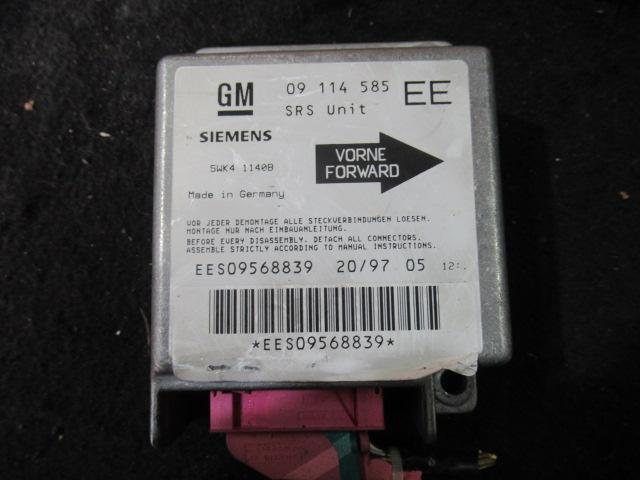 GM 09 114 585 EE
SRS Unit
SIEMENS
5WK4 1140B
VORNE
FORWARD
Made in Germany
VOR JEDER DEMONTAGE ALLE STECKVERBINDUNGEN LOESEN.
MONTAGE NUR NACH EINBAUANLEITUNG.
BEFORE EVERY DISASSEMBLY. DETACH ALL CONNECTORS.
ASSEMBLE STRICTLY ACCORDING TO MANUAL INSTRUCTIONS.
EES09568839 20/97 05
*EES09568839*